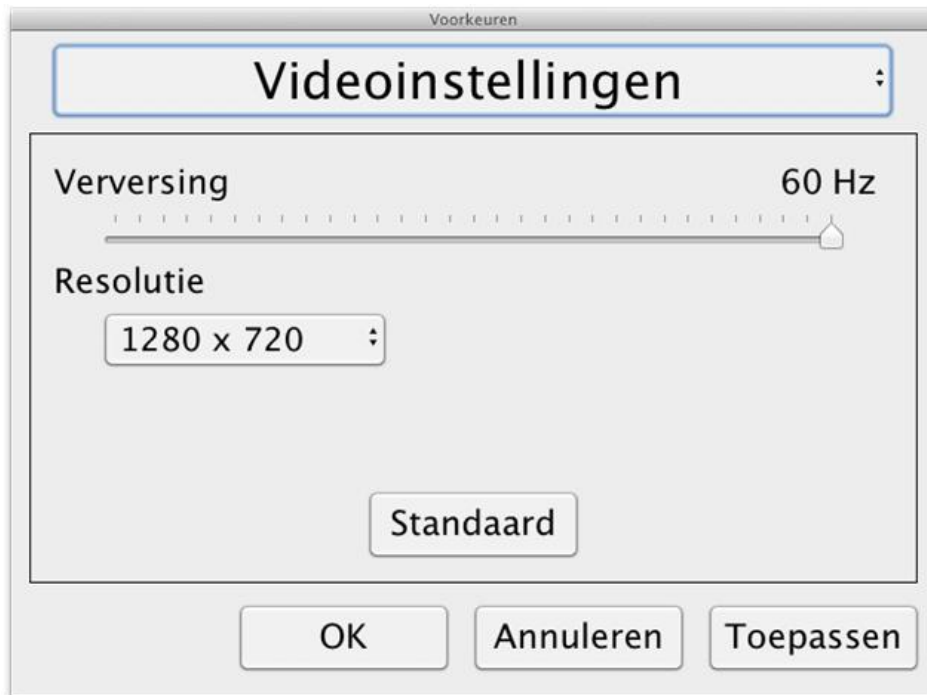 Voorkeuren
Videoinstellingen
Verversing 60 Hz
Resolutie
1280 x 720
Standaard
OK Annuleren Toepassen